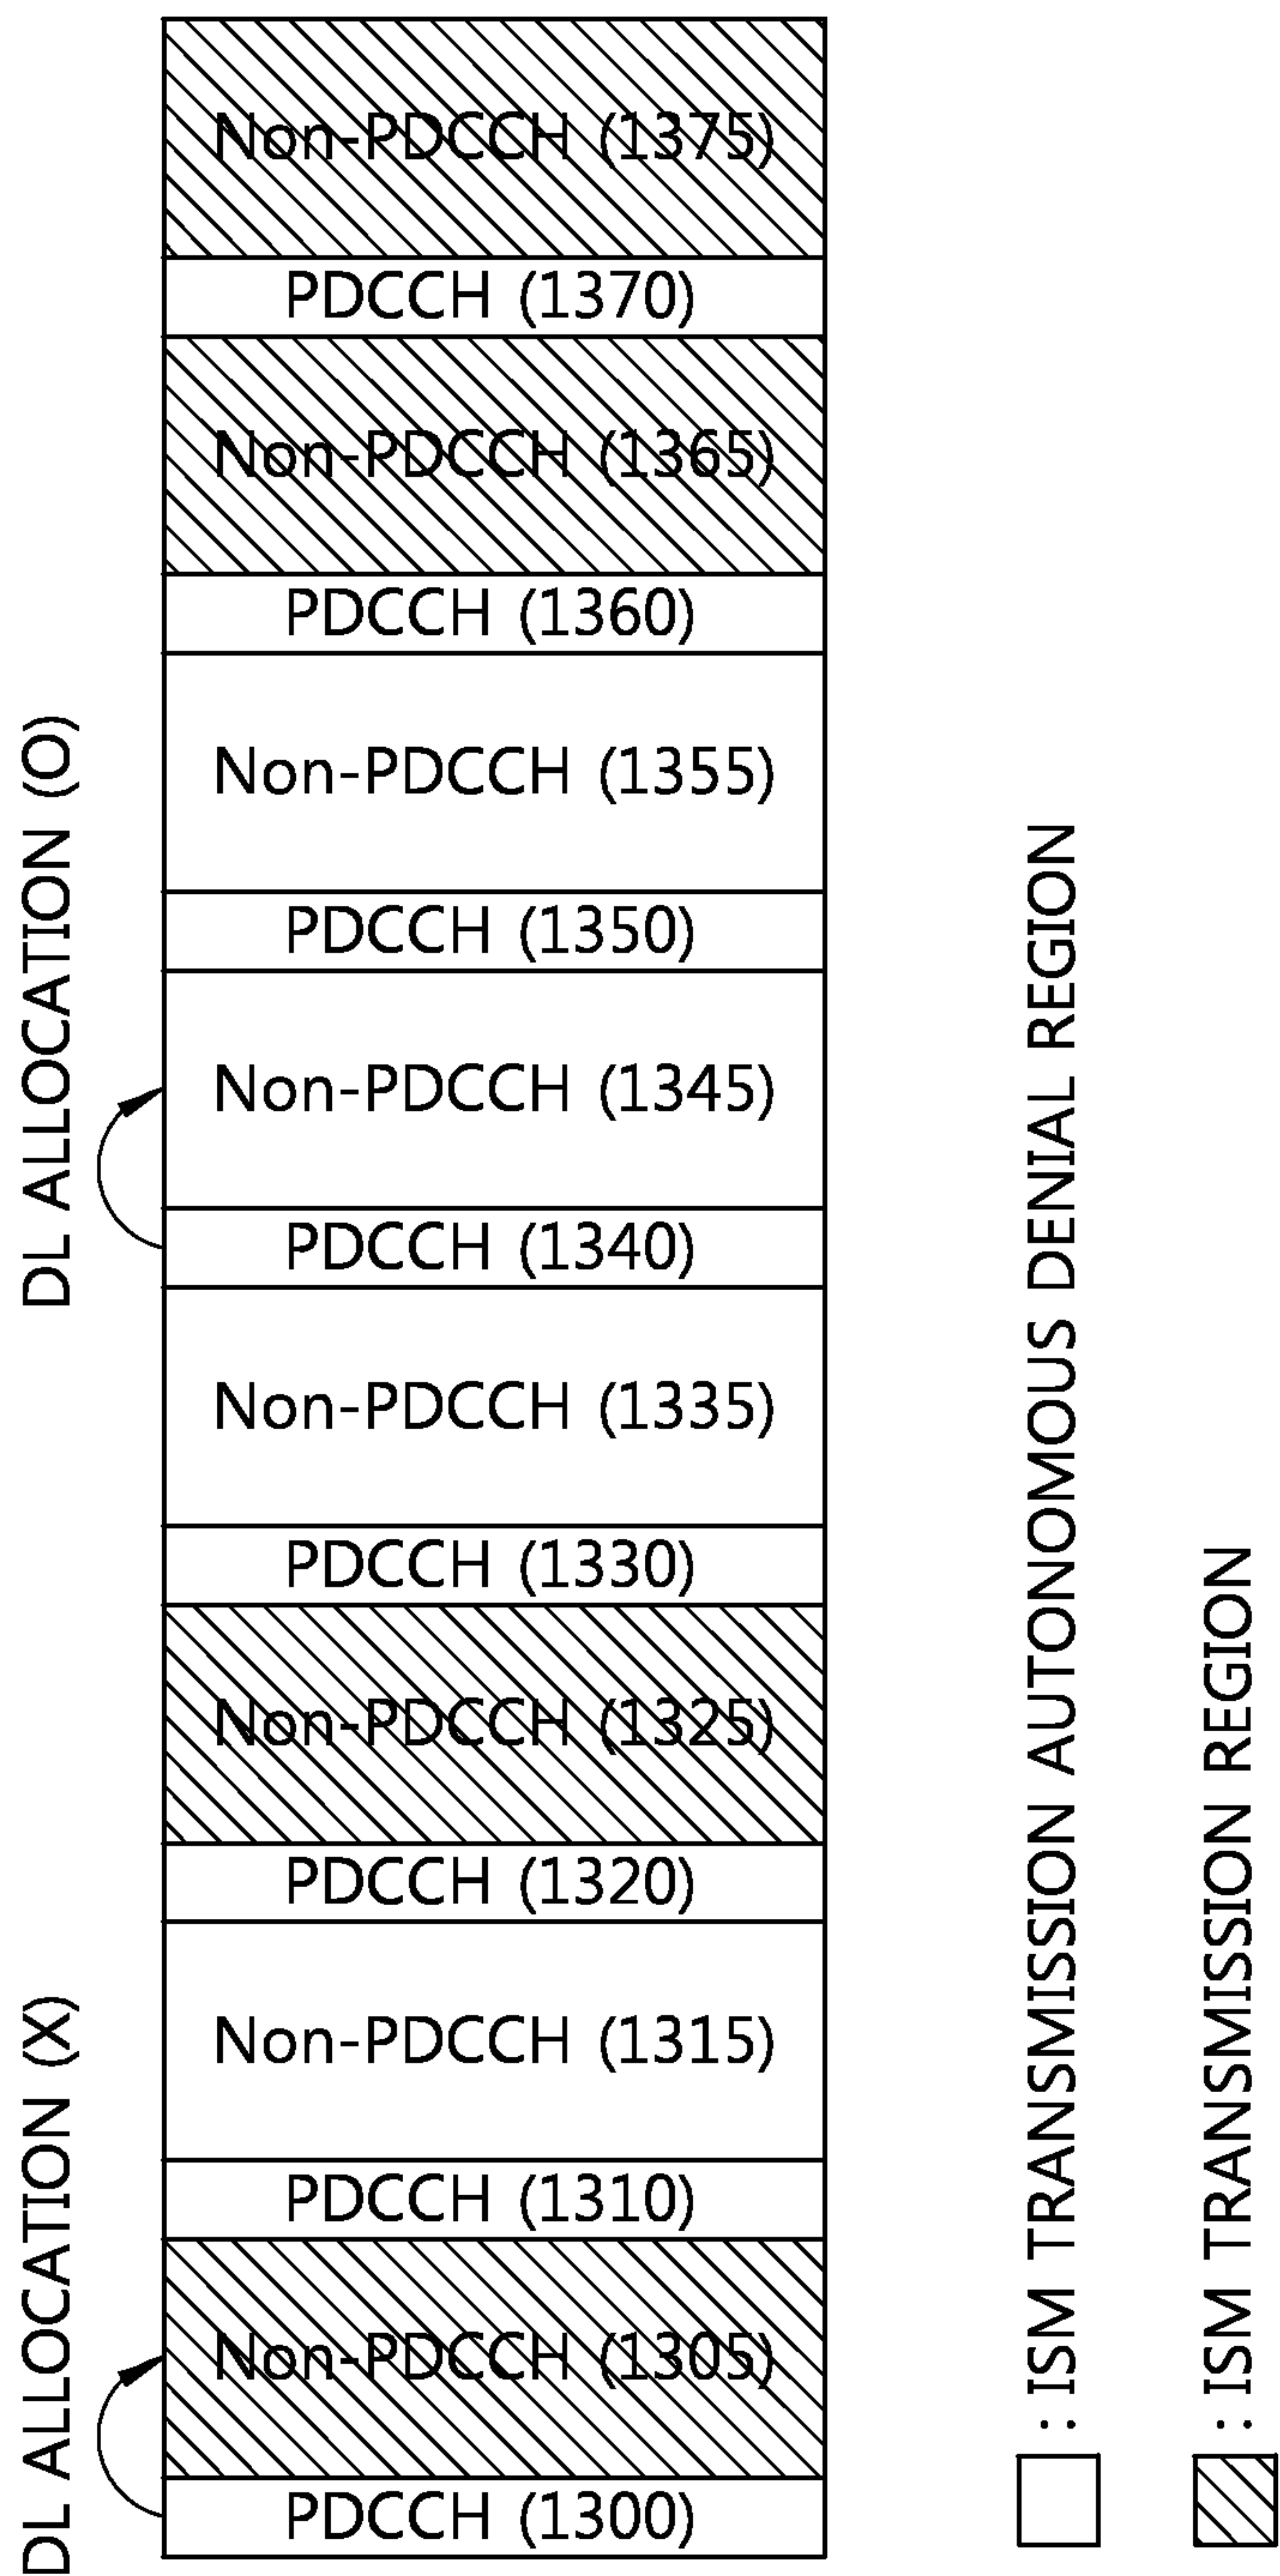 DL ALLOCATION (O)
DL ALLOCATION (X)
Non-PDCCH (1375)
PDCCH (1370)
Non-PDCCH (1365)
PDCCH (1360)
Non-PDCCH (1355)
PDCCH (1350)
Non-PDCCH (1345)
PDCCH (1340)
Non-PDCCH (1335)
PDCCH (1330)
Non-PDCCH (1325)
PDCCH (1320)
Non-PDCCH (1315)
PDCCH (1310)
Non-PDCCH (1305)
PDCCH (1300)
: ISM TRANSMISSION AUTONOMOUS DENIAL REGION
: ISM TRANSMISSION REGION